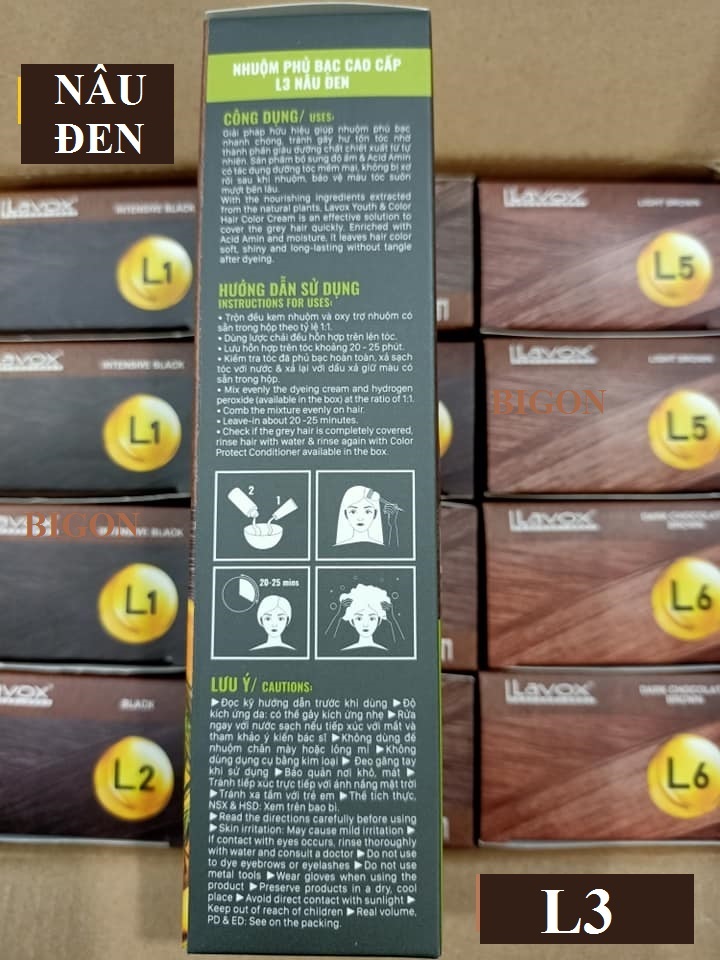 NÂU
ĐEN
NHUỘM PHỦ BẠC CAO CẤP
L3 NÂU ĐEN
CÔNG DỤNG/ USES:
Giải pháp hữu hiệu giúp nhuộm phủ bạc
nhanh chóng, tránh gây hư tổn tóc nhờ
thành phần giàu dưỡng chất chiết xuất từ tự
nhiên. Sản phẩm bổ sung độ ẩm & Acid Amin
có tác dụng dưỡng tóc mềm mại, không bị xơ
rối sau khi nhuộm, bảo vệ màu tóc suôn
mượt bền lâu.
With the nourishing ingredients extracted
from the natural plants, Lavox Youth & Color
Hair Color Cream is an effective solution to
cover the grey hair quickly. Enriched with
Acid Amin and moisture, it leaves hair color
soft, shiny and long-lasting without tangle
after dyeing.
HƯỚNG DẪN SỬ DỤNG
INSTRUCTIONS FOR USES:
• Trộn đều kem nhuộm và oxy trợ nhuộm có
sẵn trong hộp theo tỷ lệ 1:1.
• Dùng lược chải đều hỗn hợp trên lên tóc.
• Lưu hỗn hợp trên tóc khoảng 20 - 25 phút.
• Kiểm tra tóc đã phủ bạc hoàn toàn, xả sạch
tóc với nước & xả lại với dầu xả giữ màu có
sẵn trong hộp.
• Mix evenly the dyeing cream and hydrogen
peroxide (available in the box) at the ratio of 1:1.
• Comb the mixture evenly on hair.
• Leave-in about 20 -25 minutes.
• Check if the grey hair is completely covered,
rinse hair with water & rinse again with Color
Protect Conditioner available in the box.
2
1
20-25 mins
LƯU Ý/ CAUTIONS:
▶Đọc kỹ hướng dẫn trước khi dùng ▶Độ
kích ứng da: có thể gây kích ứng nhẹ ▶Rửa
ngay với nước sạch nếu tiếp xúc với mắt và
tham khảo ý kiến bác sĩ ▶Không dùng để
nhuộm chân mày hoặc lông mi ▶Không
dùng dụng cụ bằng kim loại ▶ Đeo găng tay
khi sử dụng ▶Bảo quản nơi khô, mát ▶
Tránh tiếp xúc trực tiếp với ánh nắng mặt trời
▶Tránh xa tầm với trẻ em ▶Thể tích thực,
NSX & HSD: Xem trên bao bì.
▶Read the directions carefully before using
▶Skin irritation: May cause mild irritation ▶
If contact with eyes occurs, rinse thoroughly
with water and consult a doctor ▶Do not use
to dye eyebrows or eyelashes ▶Do not use
metal tools ▶Wear gloves when using the
product ▶Preserve products in a dry, cool
place ▶Avoid direct contact with sunlight ▶
Keep out of reach of children ▶Real volume,
PD & ED: See on the packing.
Lavox
INTENSIVE BLACK
L1
Lavox
INTENSIVE BLACK
L1
BIGON
L1
BLACK
L2
Lavox
LIGHT BROWN
L5
Lavox
LIGHT BROWN
BIGON
L5
Lavox
DARK CHOCOLATE
BROWN
L6
Lavox
DARK CHOCOLATE
BROWN
L6
L3